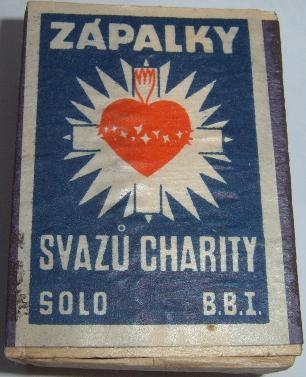 ZÁPALKY
SVAZŮ CHARITY
SOLO B.B.I.